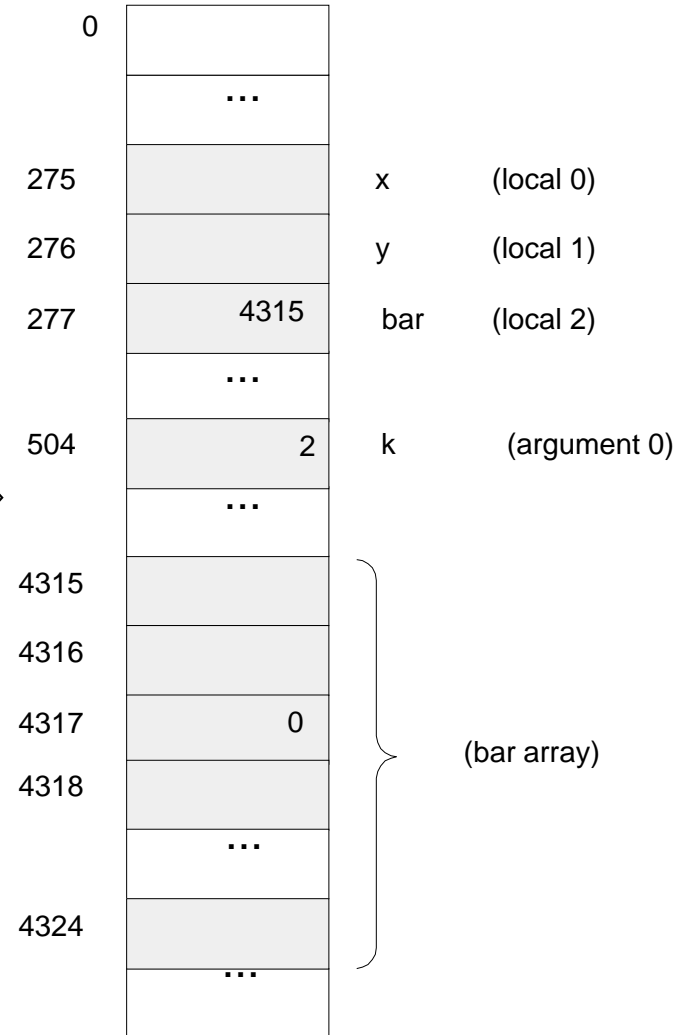 0
...
275 x (local 0)
276 y (local 1)
277 4315 bar (local 2)
...
504 2 k (argument 0)
...
4315
4316
4317 0
(bar array)
4318
...
4324
...